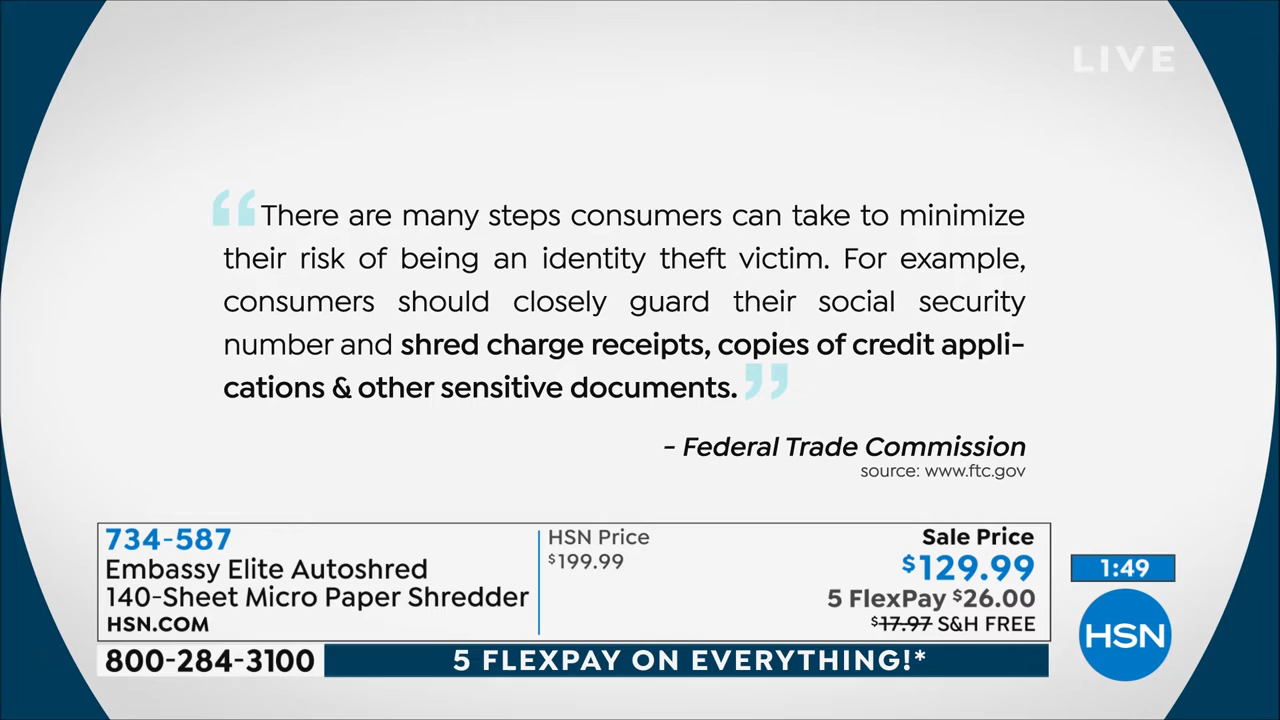 LIVE
“There are many steps consumers can take to minimize
their risk of being an identity theft victim. For example,
consumers should closely guard their social security
number and shred charge receipts, copies of credit appli-
cations & other sensitive documents.”
- Federal Trade Commission
source: www.ftc.gov
734-587
Embassy Elite Autoshred
140-Sheet Micro Paper Shredder
HSN.COM
HSN Price
$199.99
Sale Price
$129.99
5 FlexPay $26.00
$17.97 S&H FREE
1:49
HSN
800-284-3100
5 FLEXPAY ON EVERYTHING!*